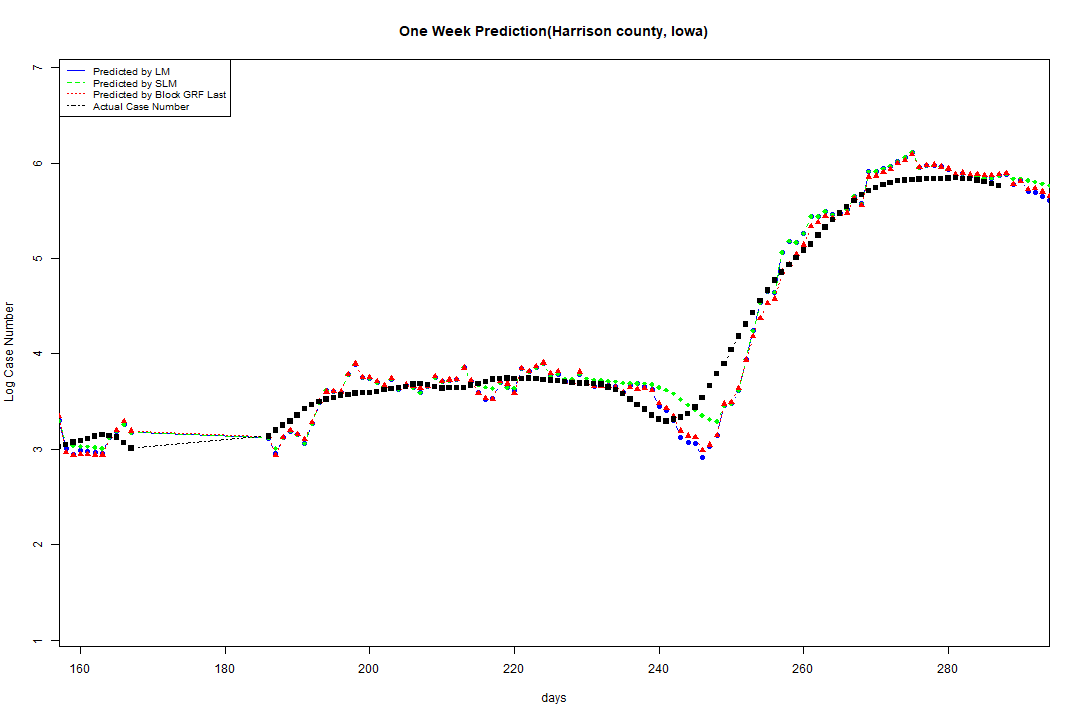 One Week Prediction(Harrison county, Iowa)
Predicted by LM
Predicted by SLM
Predicted by Block GRF Last
Actual Case Number
7
6
5
4
3
2
1
Log Case Number
160 180 200 220 240 260 280
days